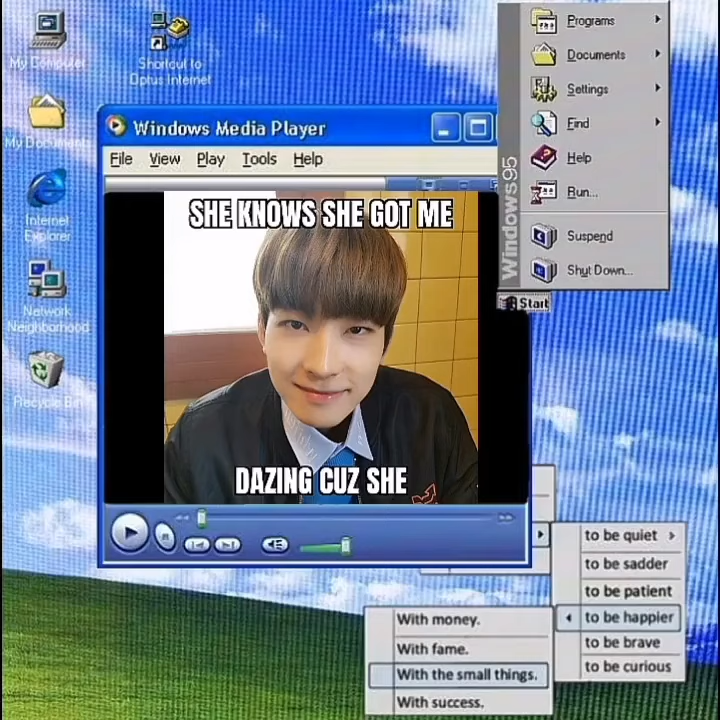 My Computer
Shortcut to
Optus Internet
My Documents
Internet
Explorer
Network
Neighborhood
Recycle Bin
Windows Media Player
File View Play Tools Help
SHE KNOWS SHE GOT ME
DAZING CUZ SHE
Windows95
Programs
Documents
Settings
Find
Help
Run...
Suspend
Shut Down...
Start
to be quiet
to be sadder
to be patient
to be happier
to be brave
to be curious
With money.
With fame.
With the small things.
With success.